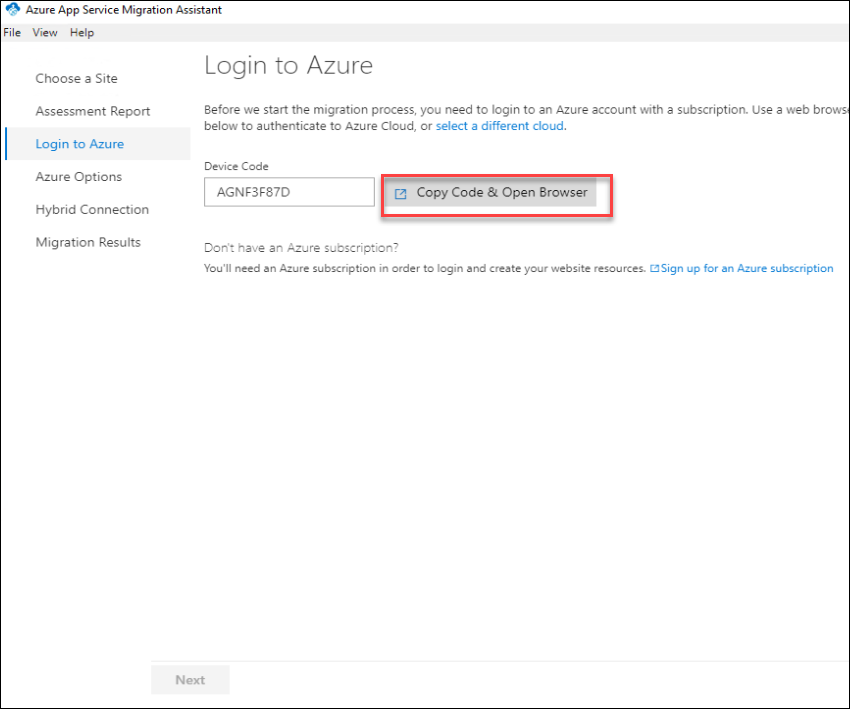 Azure App Service Migration Assistant
File View Help
Choose a Site
Assessment Report
Login to Azure
Azure Options
Hybrid Connection
Migration Results
Login to Azure
Before we start the migration process, you need to login to an Azure account with a subscription. Use a web
below to authenticate to Azure Cloud, or select a different cloud.
Device Code
AGNF3F87D
Copy Code & Open Browser
Don't have an Azure subscription?
You'll need an Azure subscription in order to login and create your website resources. Sign up for an Azure subscription
Next